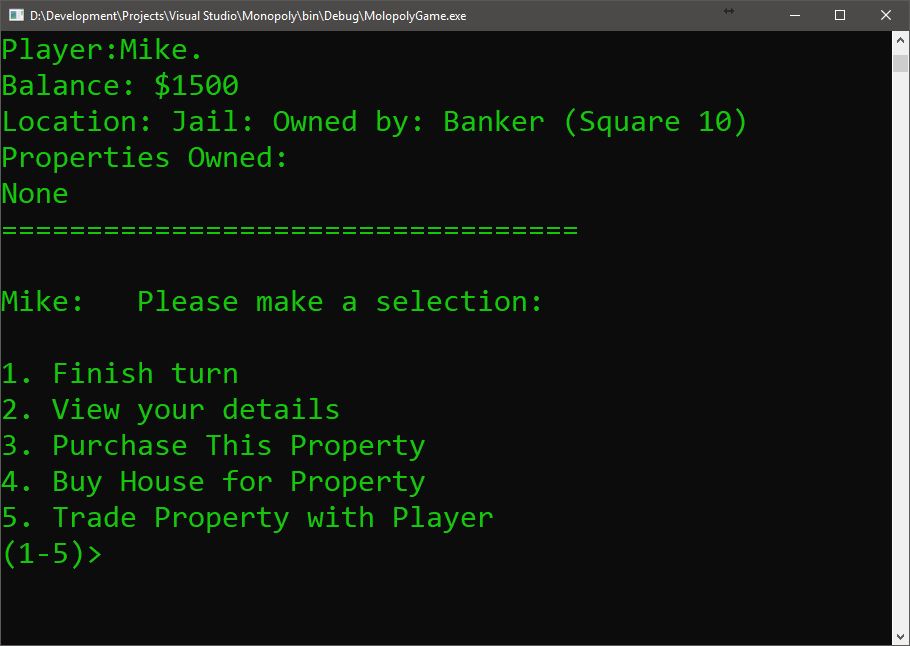 D:\Development\Projects\Visual Studio\Monopoly\bin\Debug\MolopolyGame.exe
Player:Mike.
Balance: $1500
Location: Jail: Owned by: Banker (Square 10)
Properties Owned:
None
==================================
Mike:   Please make a selection:
1. Finish turn
2. View your details
3. Purchase This Property
4. Buy House for Property
5. Trade Property with Player
(1-5)>